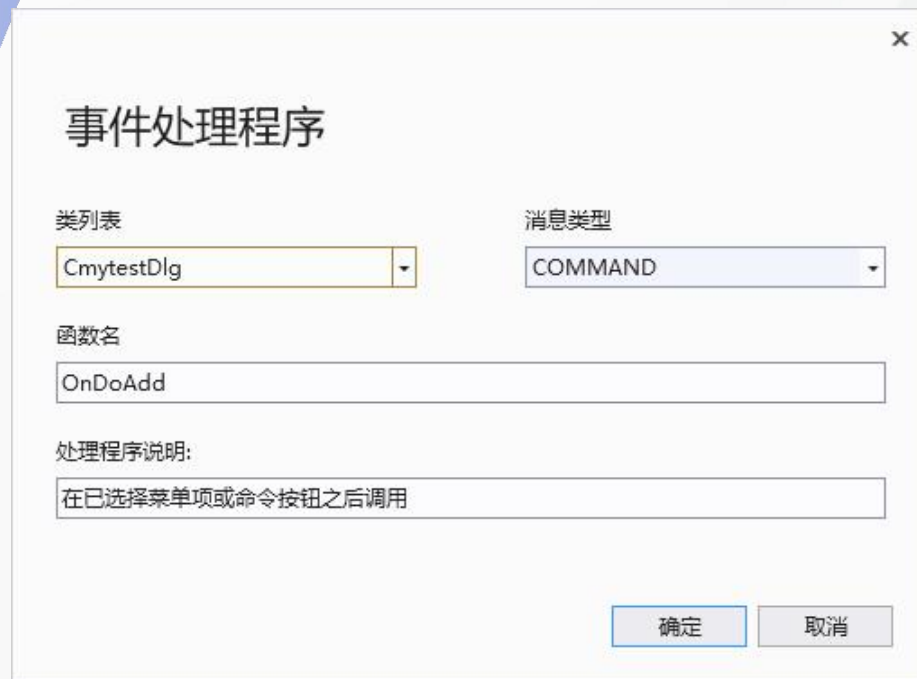 事件处理程序
类列表
消息类型
CmytestDlg
COMMAND
函数名
OnDoAdd
处理程序说明:
在已选择菜单项或命令按钮之后调用
确定
取消